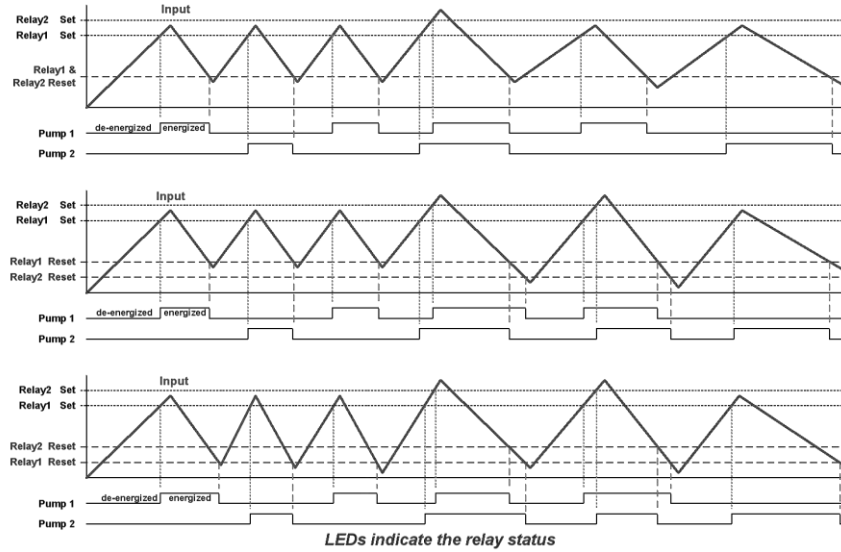 Input
Relay2 Set
Relay1 Set
Relay1 &
Relay2 Reset
de-energized energized
Pump 1
Pump 2
Input
Relay2 Set
Relay1 Set
Relay1 Reset
Relay2 Reset
de-energized energized
Pump 1
Pump 2
Input
Relay2 Set
Relay1 Set
Relay2 Reset
Relay1 Reset
de-energized energized
Pump 1
Pump 2
LEDs indicate the relay status